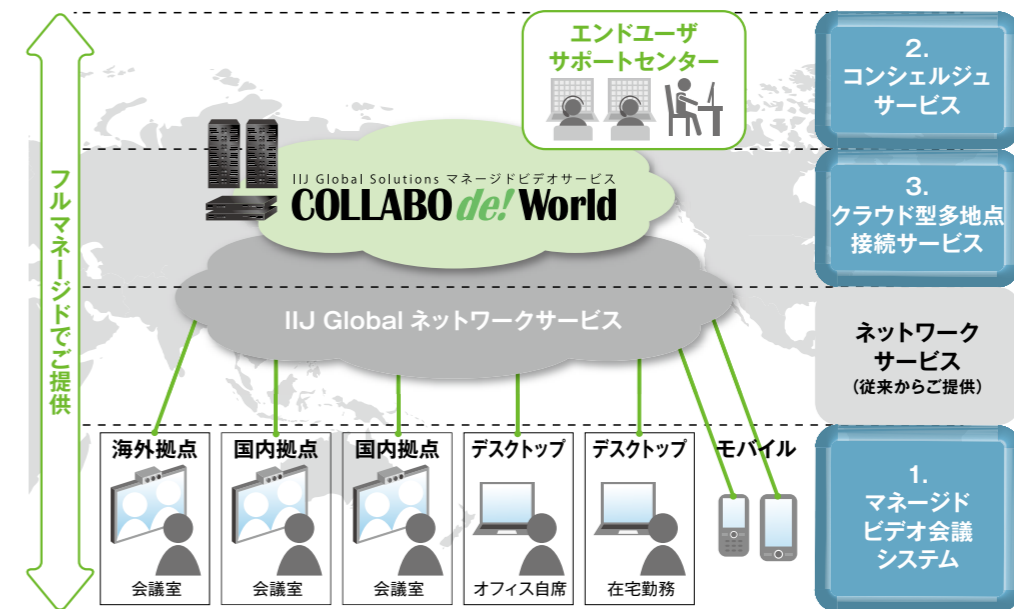 エンドユーザ
サポートセンター
2.
コンシェルジュ
サービス
フルマネージドでご提供
IIJ Global Solutions マネージドビデオサービス
COLLABO de! World
3.
クラウド型多地点
接続サービス
IIJ Global ネットワークサービス
ネットワーク
サービス
(従来からご提供)
海外拠点
国内拠点
国内拠点
デスクトップ
デスクトップ
モバイル
会議室
会議室
会議室
オフィス自席
在宅勤務
1.
マネージド
ビデオ会議
システム